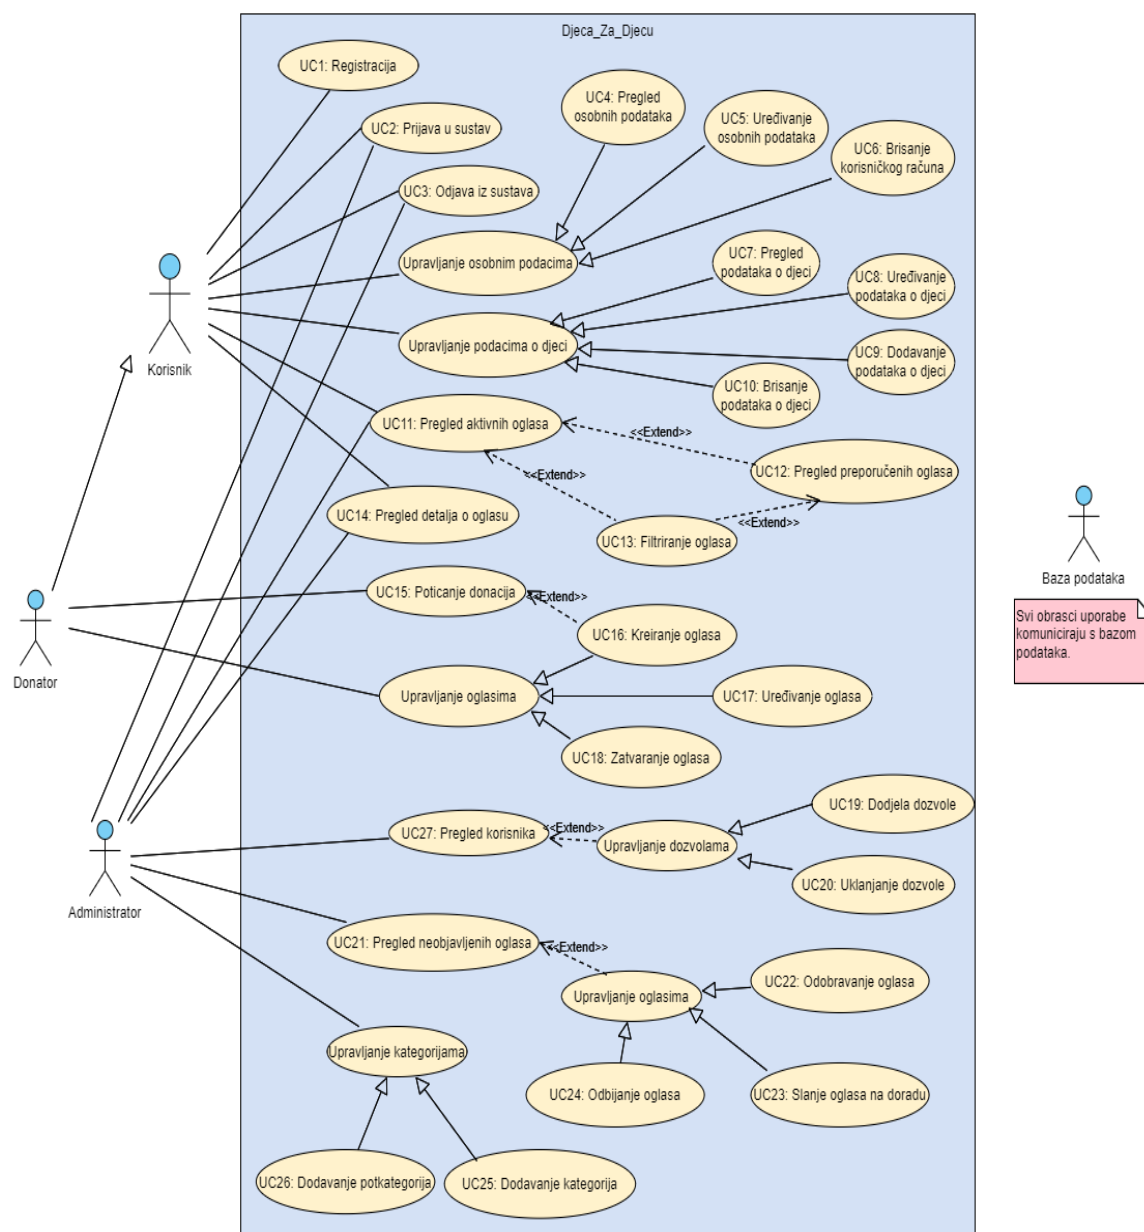 Djeca_Za_Djecu
UC1: Registracija
UC2: Prijava u sustav
UC3: Odjava iz sustava
UC4: Pregled
osobnih podataka
UC5: Uređivanje
osobnih podataka
UC6: Brisanje
korisničkog računa
Upravljanje osobnim podacima
UC7: Pregled
podataka o djeci
UC8: Uređivanje
podataka o djeci
Upravljanje podacima o djeci
UC9: Dodavanje
podataka o djeci
UC10: Brisanje
podataka o djeci
Korisnik
UC11: Pregled aktivnih oglasa
<<Extend>>
UC12: Pregled preporučenih oglasa
<<Extend>>
UC14: Pregled detalja o oglasu
<<Extend>>
UC13: Filtriranje oglasa
Baza podataka
Svi obrasci uporabe
komuniciraju s bazom
podataka.
UC15: Poticanje donacija
<<Extend>>
UC16: Kreiranje oglasa
Donator
Upravljanje oglasima
UC17: Uređivanje oglasa
UC18: Zatvaranje oglasa
UC19: Dodjela dozvole
UC27: Pregled korisnika
<<Extend>>
Upravljanje dozvolama
UC20: Uklanjanje dozvole
Administrator
UC21: Pregled neobjavljenih oglasa
<<Extend>>
UC22: Odobravanje oglasa
Upravljanje oglasima
Upravljanje kategorijama
UC24: Odbijanje oglasa
UC23: Slanje oglasa na doradu
UC26: Dodavanje potkategorija
UC25: Dodavanje kategorija